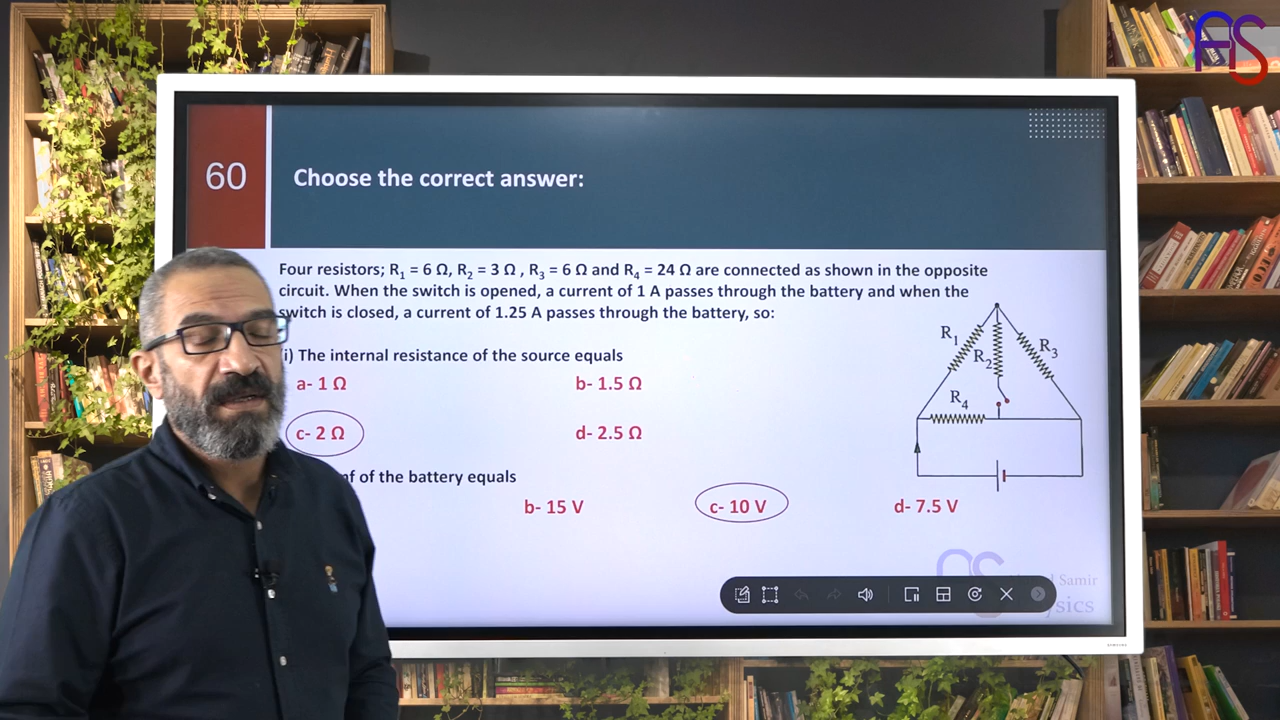 AS
60
Choose the correct answer:
Four resistors; R₁ = 6 Ω, R₂ = 3 Ω , R₃ = 6 Ω and R₄ = 24 Ω are connected as shown in the opposite
circuit. When the switch is opened, a current of 1 A passes through the battery and when the
switch is closed, a current of 1.25 A passes through the battery, so:
i) The internal resistance of the source equals
a- 1 Ω b- 1.5 Ω
c- 2 Ω d- 2.5 Ω
of the battery equals
b- 15 V c- 10 V d- 7.5 V
R₁
R₂
R₃
R₄
Samir